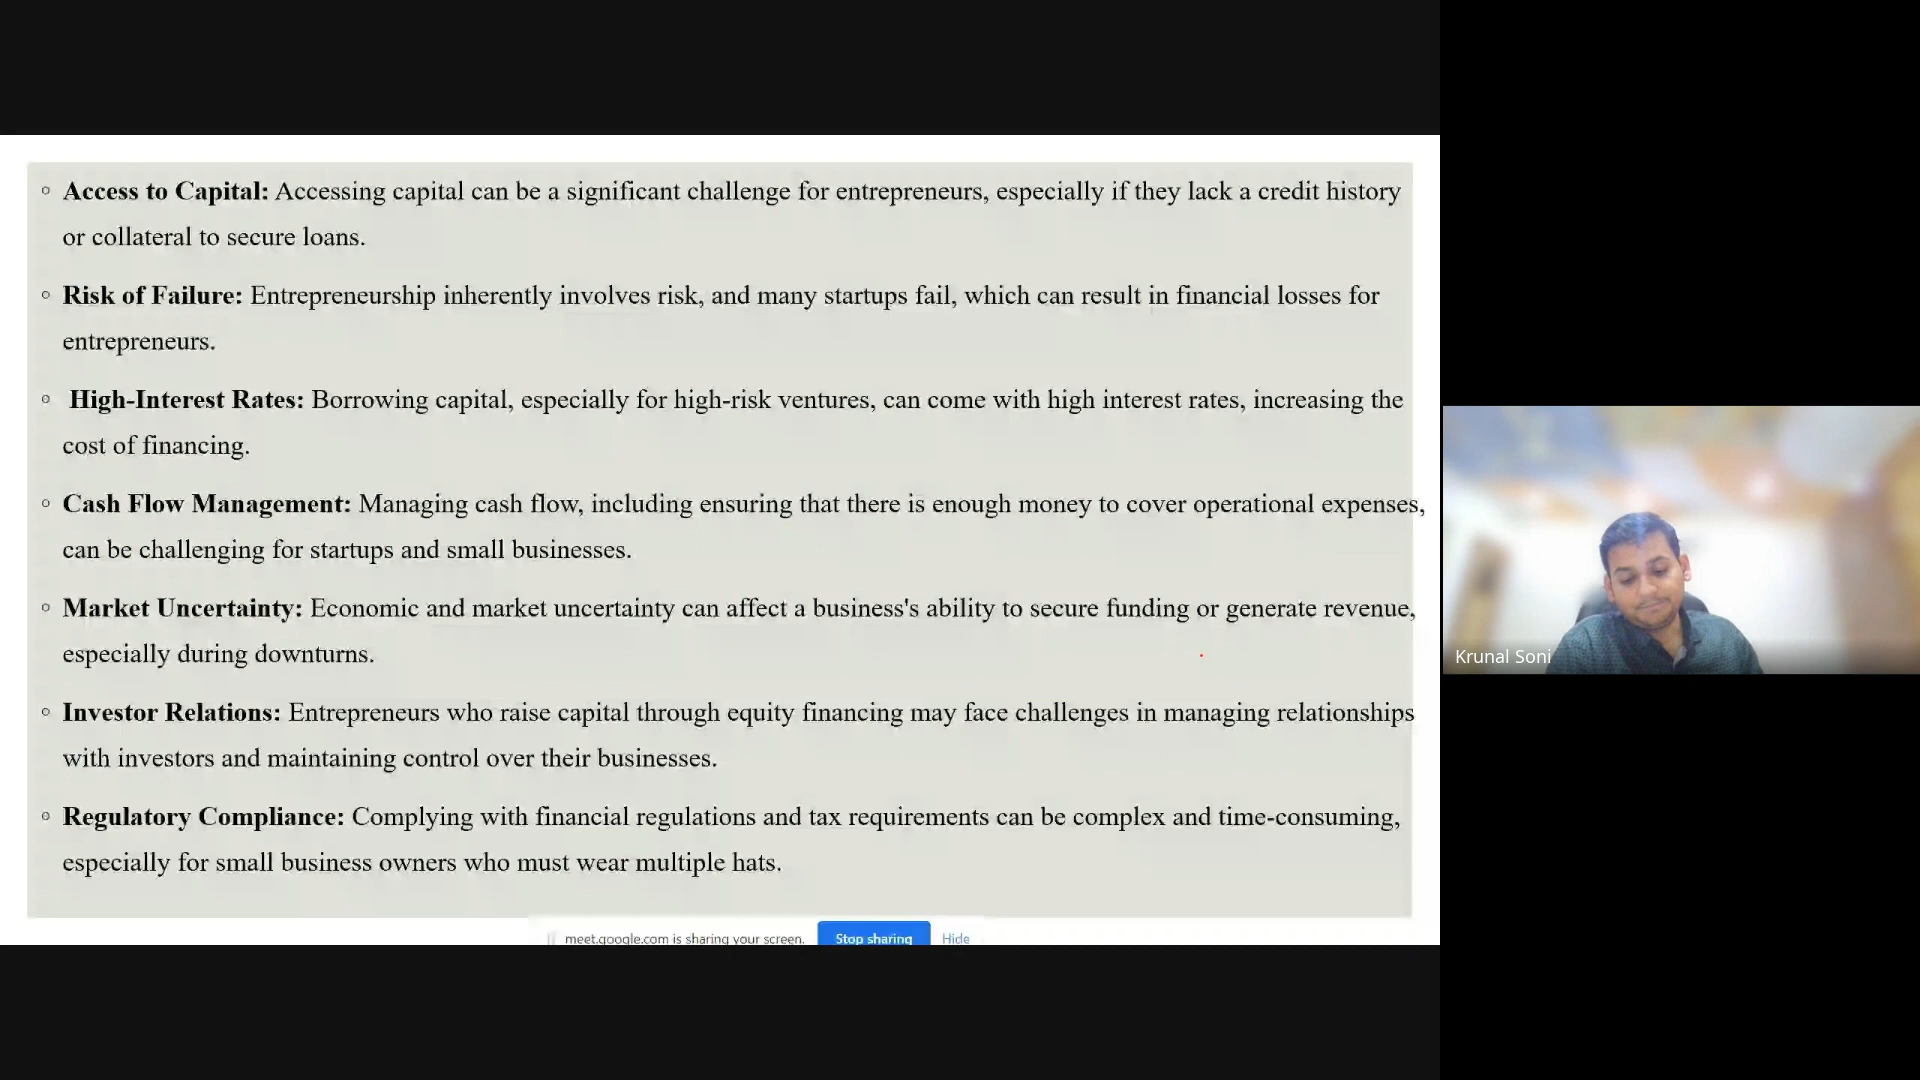 ◦ Access to Capital: Accessing capital can be a significant challenge for entrepreneurs, especially if they lack a credit history
or collateral to secure loans.
◦ Risk of Failure: Entrepreneurship inherently involves risk, and many startups fail, which can result in financial losses for
entrepreneurs.
◦ High-Interest Rates: Borrowing capital, especially for high-risk ventures, can come with high interest rates, increasing the
cost of financing.
◦ Cash Flow Management: Managing cash flow, including ensuring that there is enough money to cover operational expenses,
can be challenging for startups and small businesses.
◦ Market Uncertainty: Economic and market uncertainty can affect a business's ability to secure funding or generate revenue,
especially during downturns.
◦ Investor Relations: Entrepreneurs who raise capital through equity financing may face challenges in managing relationships
with investors and maintaining control over their businesses.
◦ Regulatory Compliance: Complying with financial regulations and tax requirements can be complex and time-consuming,
especially for small business owners who must wear multiple hats.
meet.google.com is sharing your screen. Stop sharing Hide
Krunal Soni